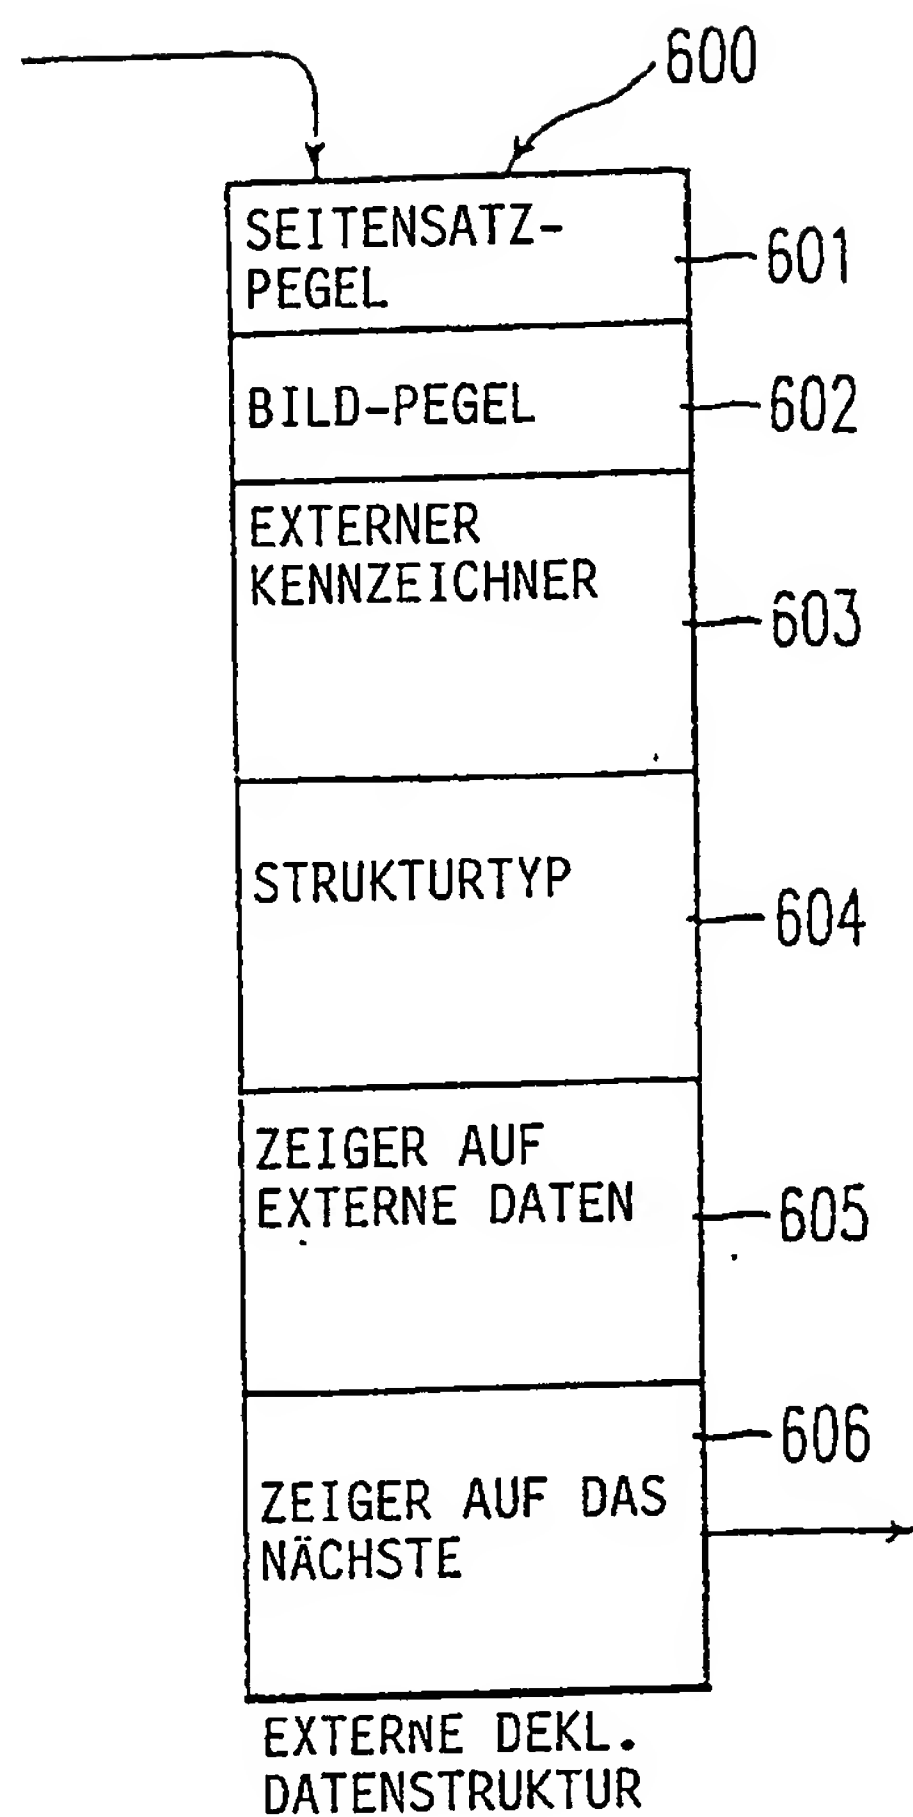 600
SEITENSATZ-
PEGEL
601
BILD-PEGEL
602
EXTERNER
KENNZEICHNER
603
STRUKTURTYP
604
ZEIGER AUF
EXTERNE DATEN
605
606
ZEIGER AUF DAS
NÄCHSTE
EXTERNE DEKL.
DATENSTRUKTUR